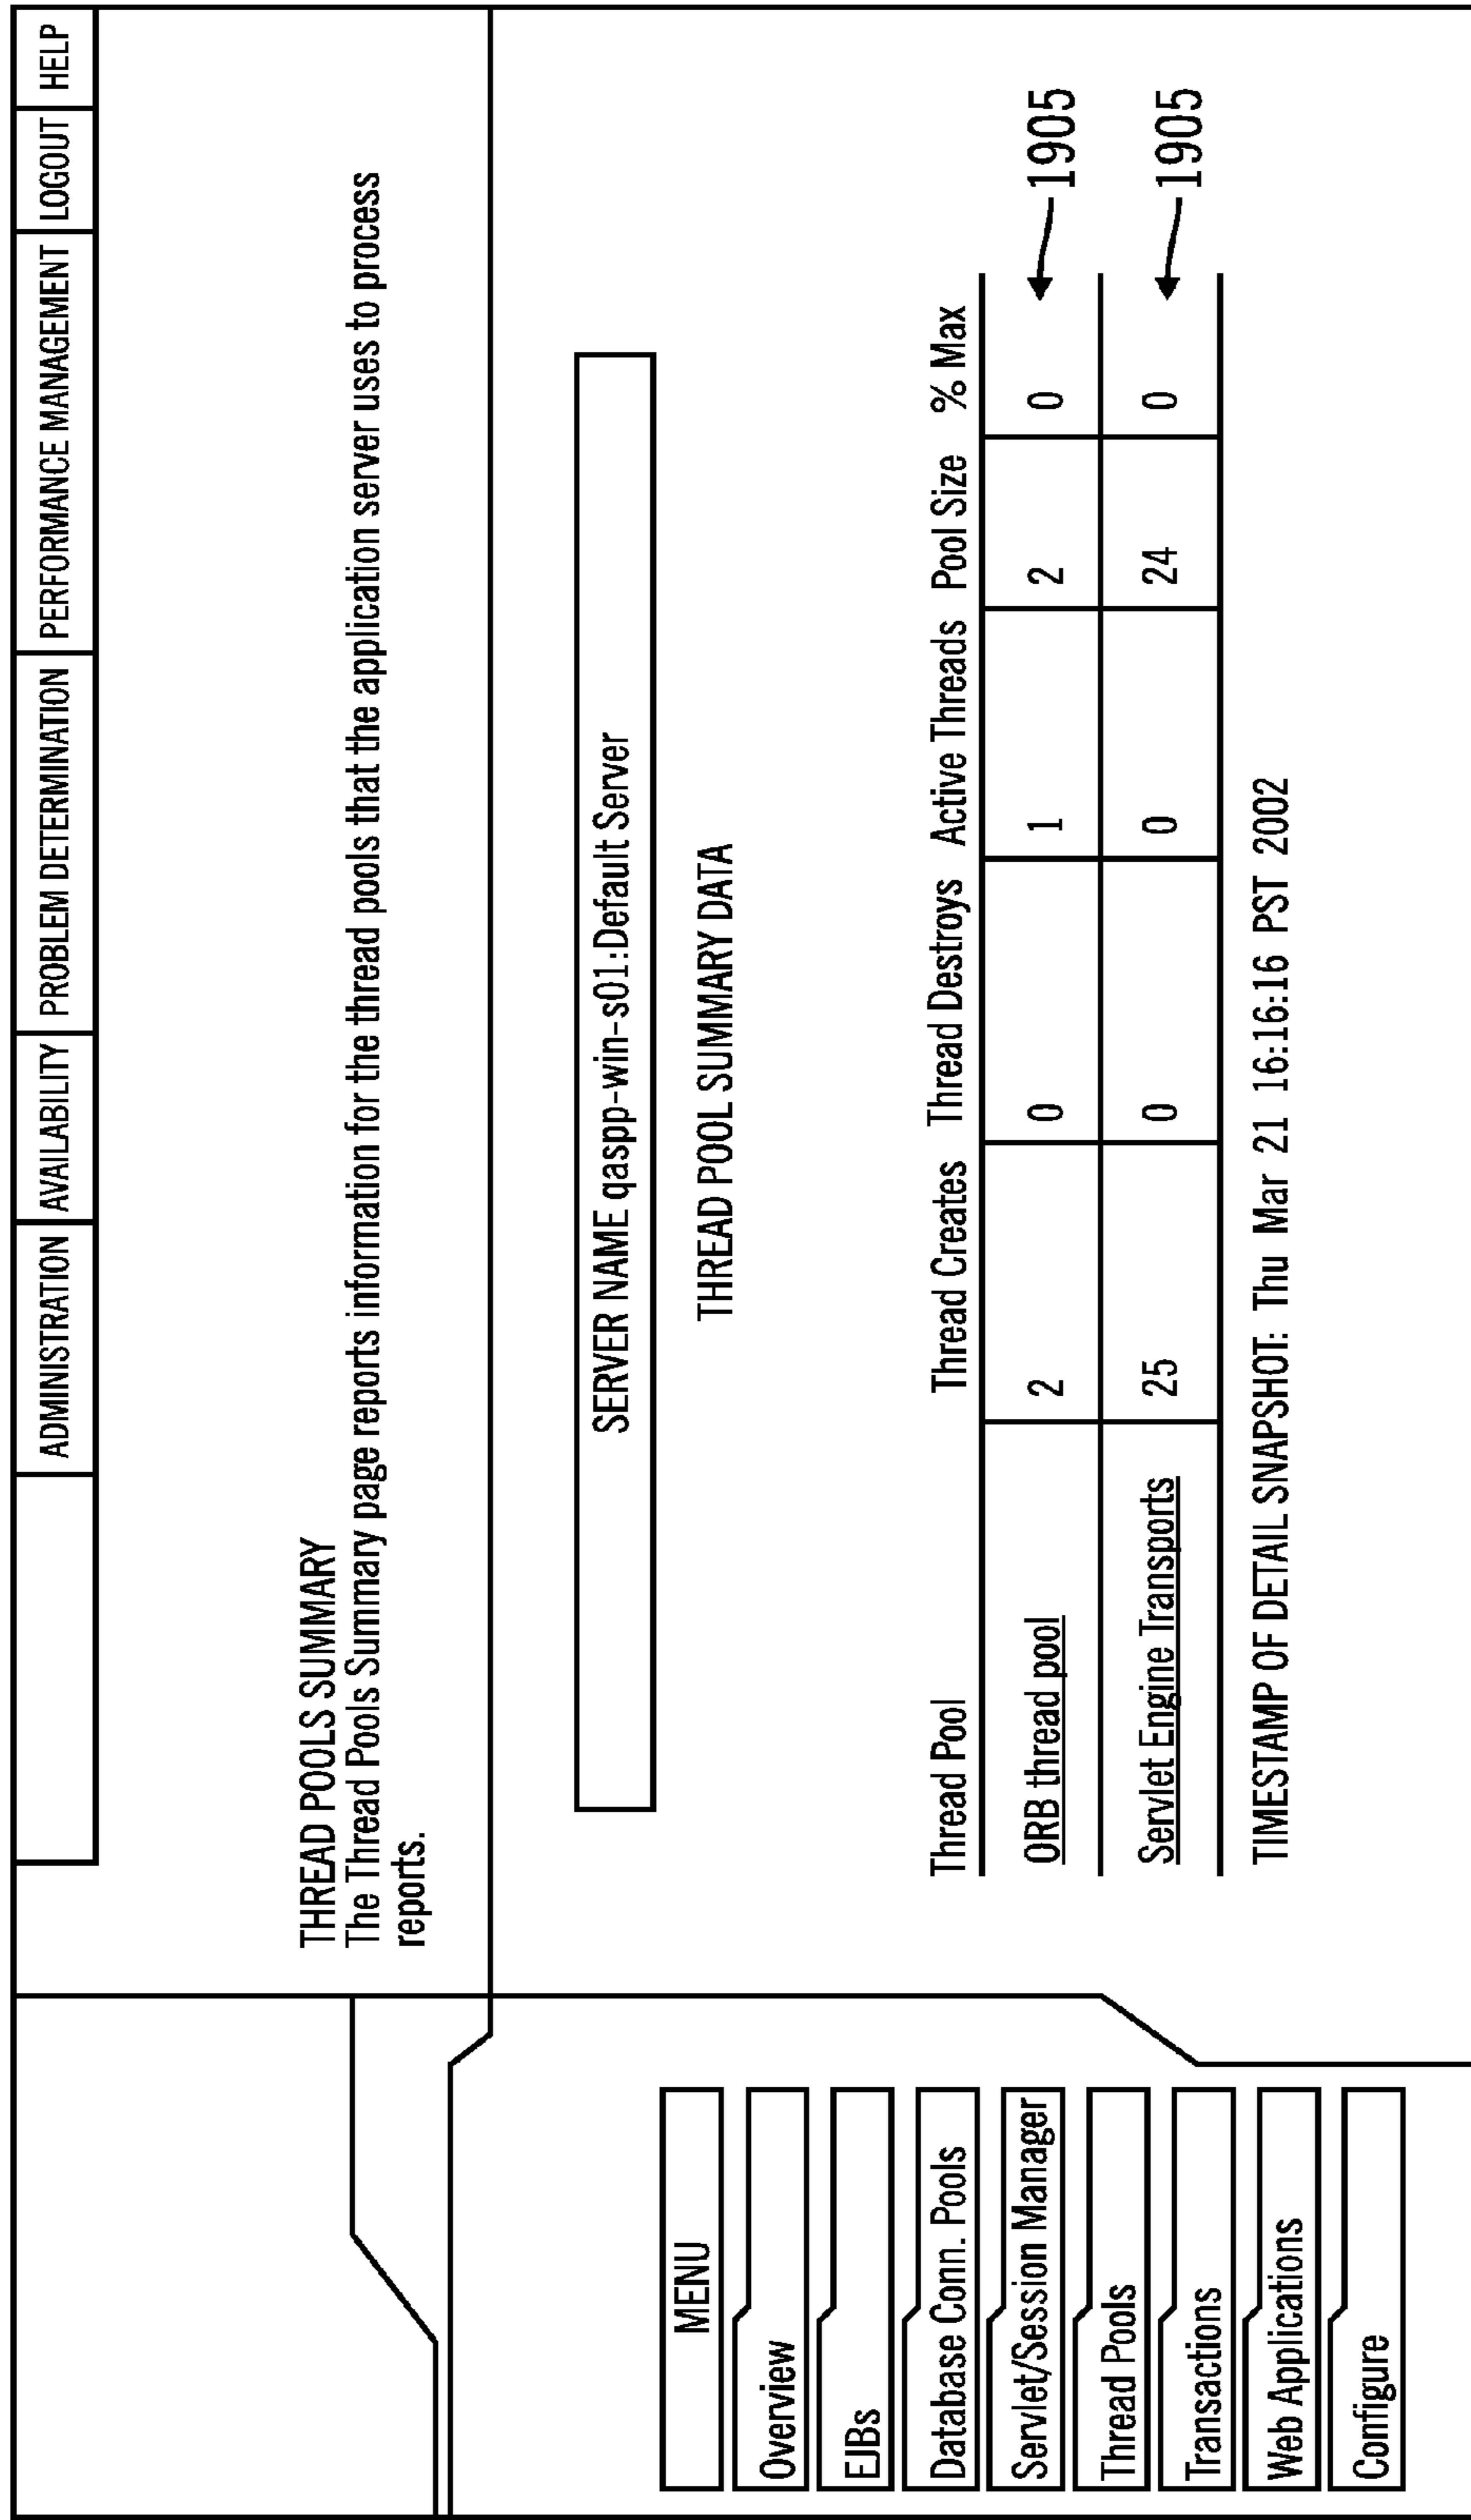 ADMINISTRATION AVAILABILITY PROBLEM DETERMINATION PERFORMANCE MANAGEMENT LOGOUT HELP
THREAD POOLS SUMMARY
The Thread Pools Summary page reports information for the thread pools that the application server uses to process
reports.
SERVER NAME qaspp-win-s01:Default Server
THREAD POOL SUMMARY DATA
MENU
Overview
EJBs
Database Conn. Pools
Servlet/Session Manager
Thread Pools
Transactions
Web Applications
Configure
Thread Pool Thread Creates Thread Destroys Active Threads Pool Size % Max
ORB thread pool 2 0 1 2 0 1905
Servlet Engine Transports 25 0 0 24 0 1905
TIMESTAMP OF DETAIL SNAPSHOT: Thu Mar 21 16:16:16 PST 2002